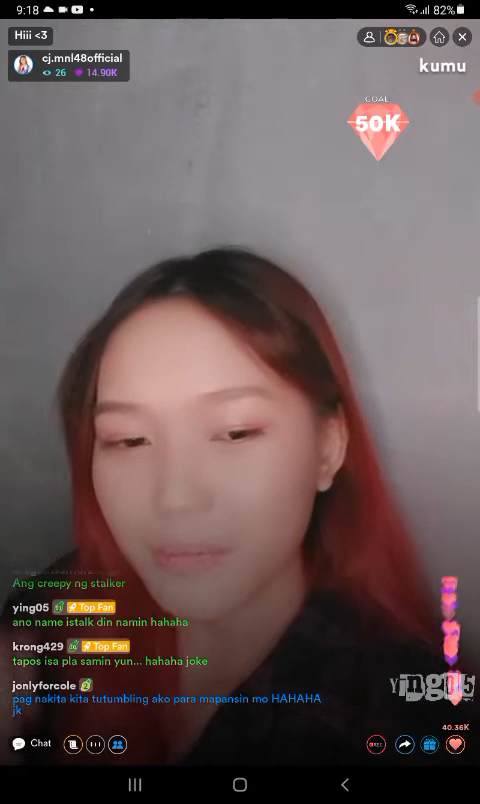 9:18
82%
Hiii <3
cj.mnl48official
26 14.90K
kumu
GOAL
50K
Ang creepy ng stalker
ying05 Top Fan
ano name istalk din namin hahaha
krong429 Top Fan
tapos isa pla samin yun... hahaha joke
jonlyforcole
pag nakita kita tutumbling ako para mapansin mo HAHAHA
jk
ying05
40.36K
Chat